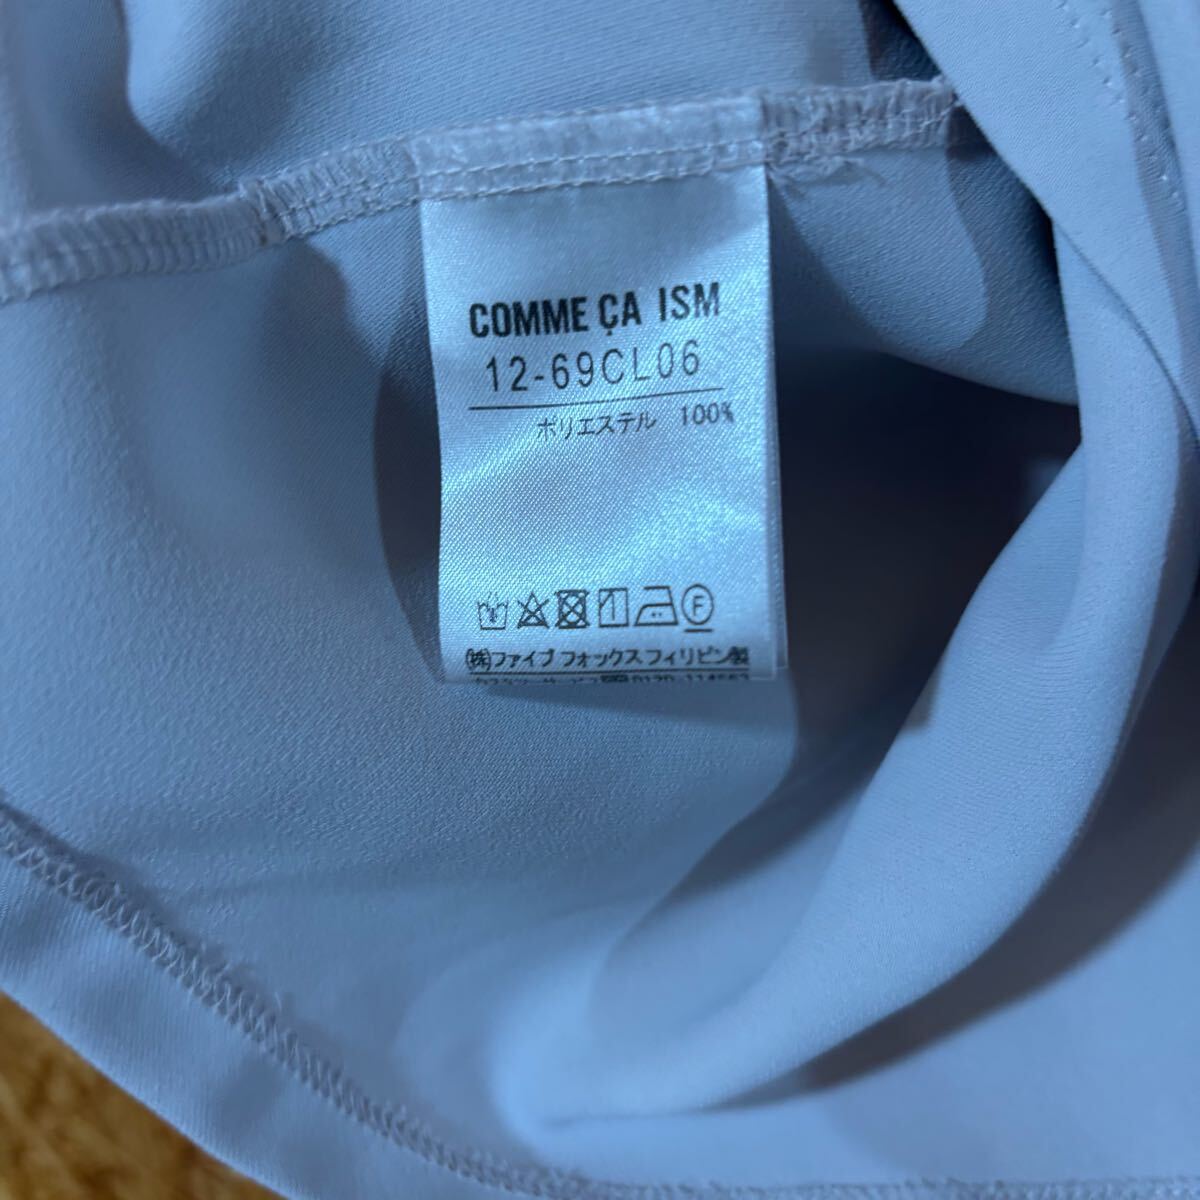 COMME ÇA ISM
12-69CL06
ポリエステル 100%
F
(株)ファイブ フォックス フィリピン製